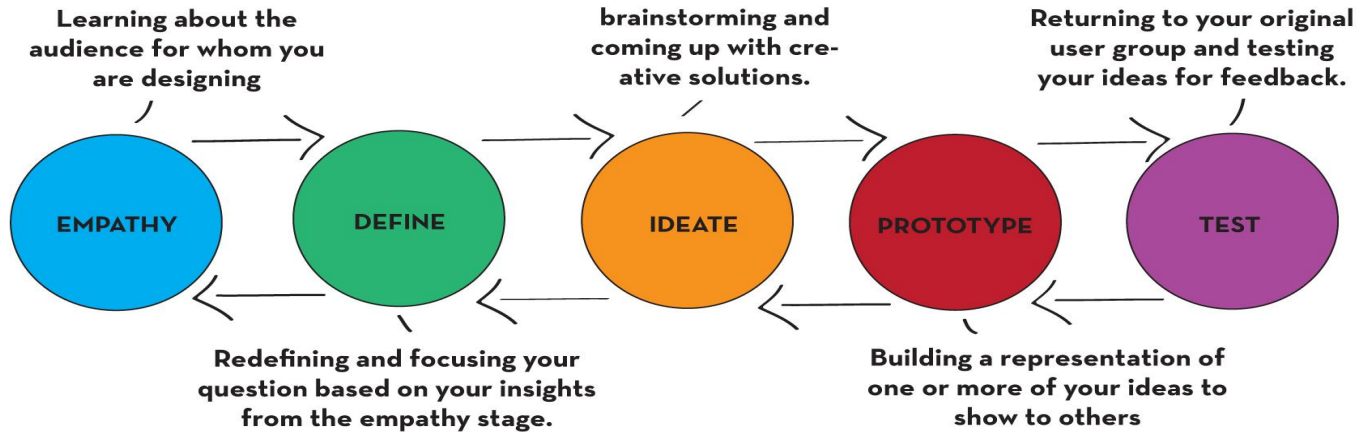 Learning about the
audience for whom you
are designing
brainstorming and
coming up with cre-
ative solutions.
Returning to your original
user group and testing
your ideas for feedback.
EMPATHY
DEFINE
IDEATE
PROTOTYPE
TEST
Redefining and focusing your
question based on your insights
from the empathy stage.
Building a representation of
one or more of your ideas to
show to others